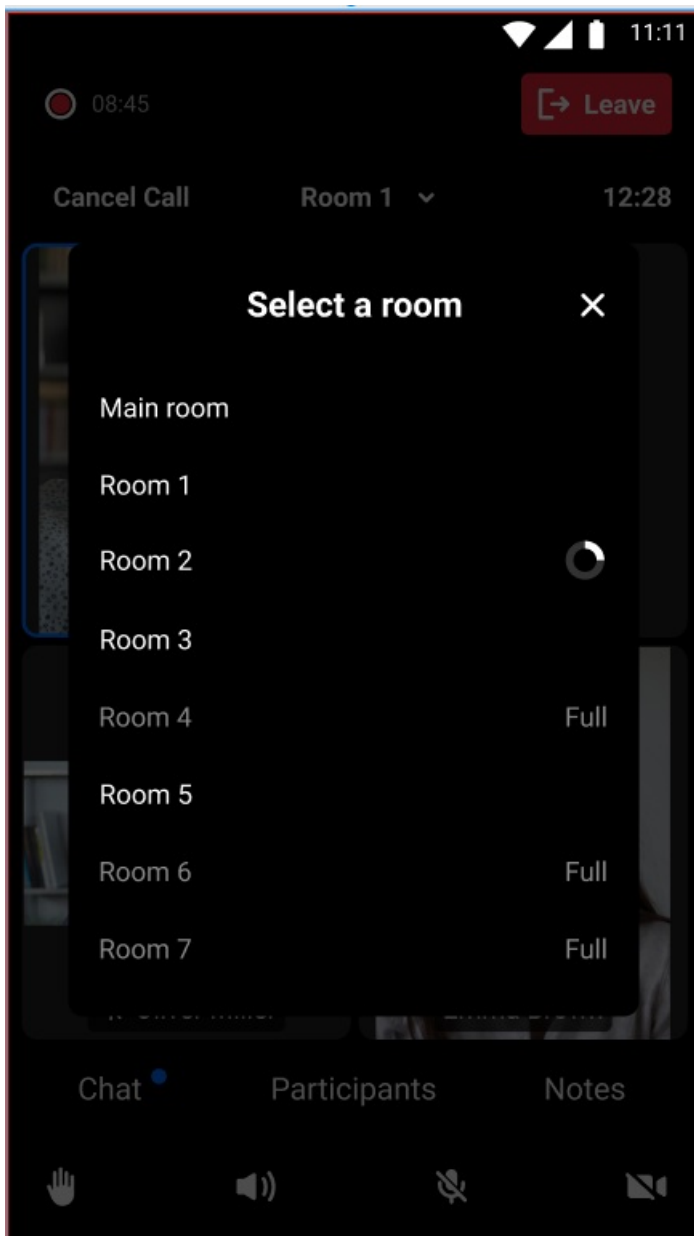 11:11
08:45
Leave
Cancel Call Room 1 12:28
Select a room
Main room
Room 1
Room 2
Room 3
Room 4 Full
Room 5
Room 6 Full
Room 7 Full
Chat Participants Notes